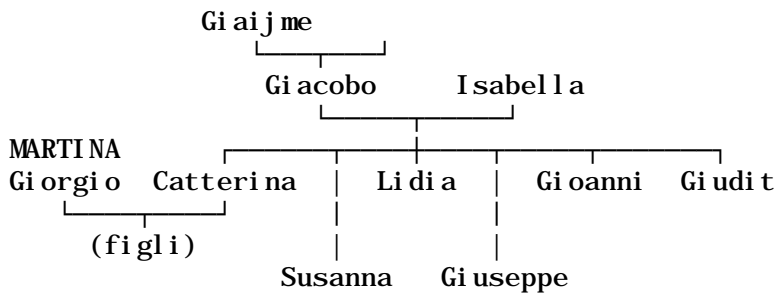 Giaijme
Giacobo Isabella
MARTINA
Giorgio Catterina Lidia Gioanni Giudit
(figli)
Susanna Giuseppe